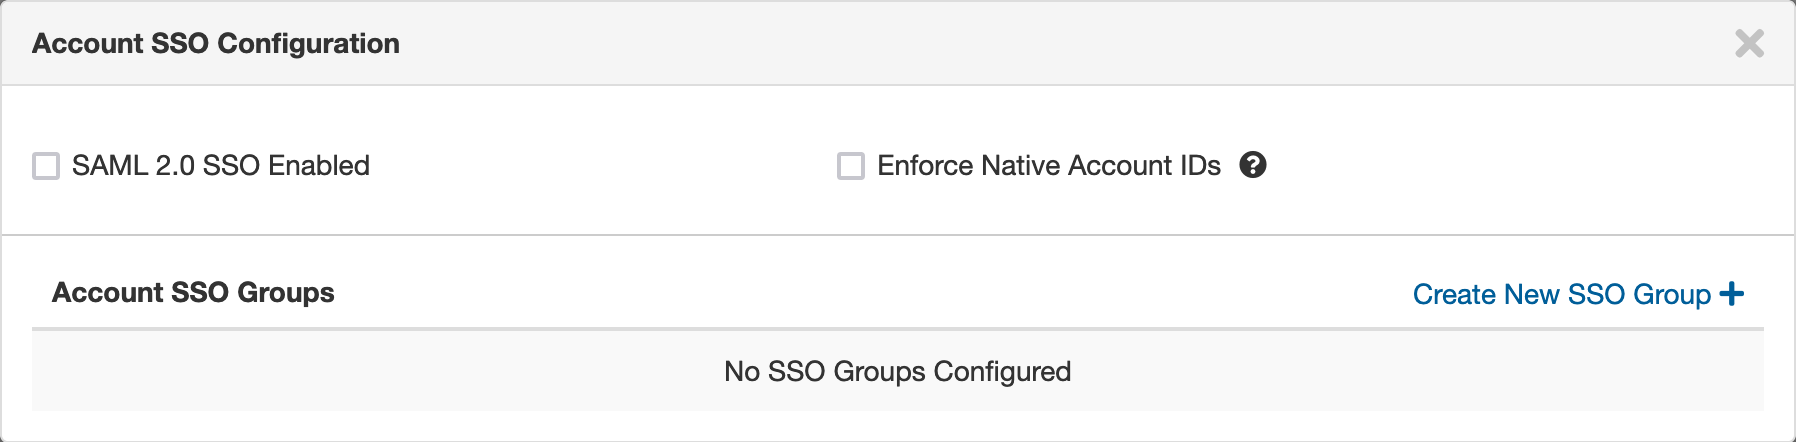 Account SSO Configuration
SAML 2.0 SSO Enabled
Enforce Native Account IDs
Account SSO Groups
Create New SSO Group
No SSO Groups Configured